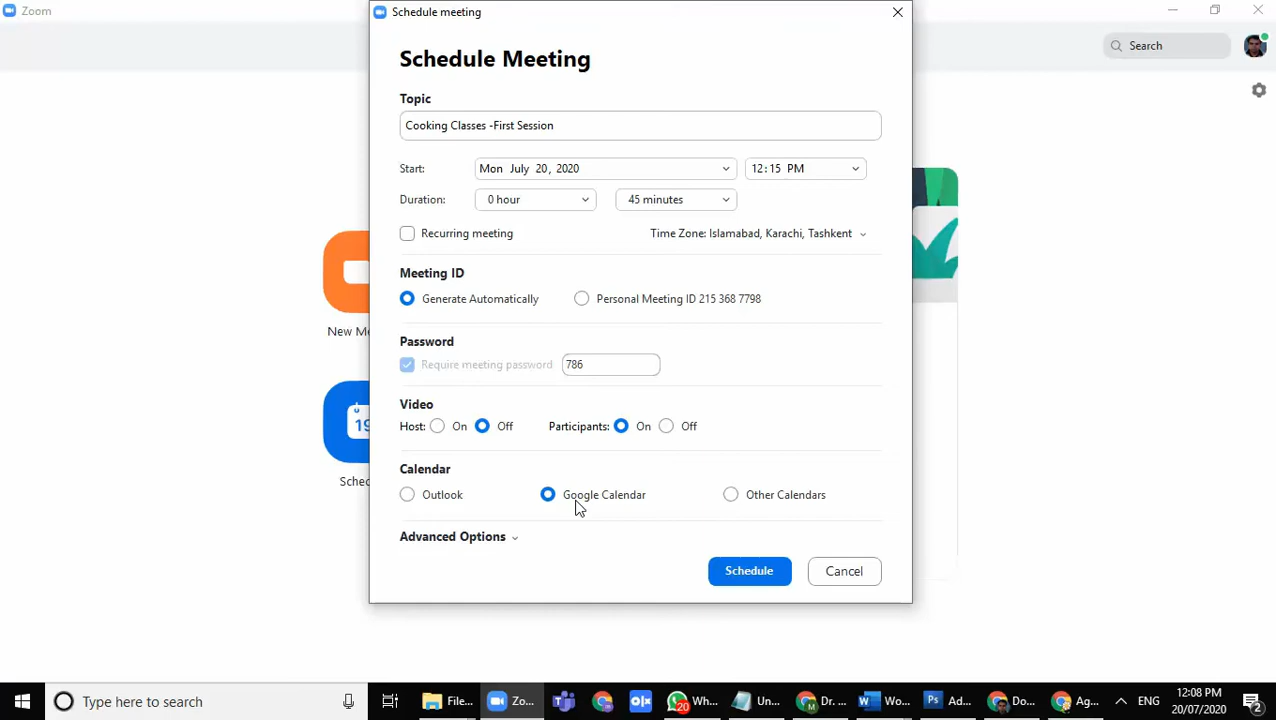 Zoom
Schedule meeting
Search
Schedule Meeting
Topic
Cooking Classes -First Session
Start: Mon July 20, 2020 12:15 PM
Duration: 0 hour 45 minutes
Recurring meeting Time Zone: Islamabad, Karachi, Tashkent
Meeting ID
Generate Automatically Personal Meeting ID 215 368 7798
New Me
Password
Require meeting password 786
Video
Host: On Off Participants: On Off
19
Calendar
Sched
Outlook Google Calendar Other Calendars
Advanced Options
Schedule Cancel
Type here to search File... Zo... 20 Wh... Un... Dr. ... Wo... Ad... Do... Ag... ENG 12:08 PM
20/07/2020 2